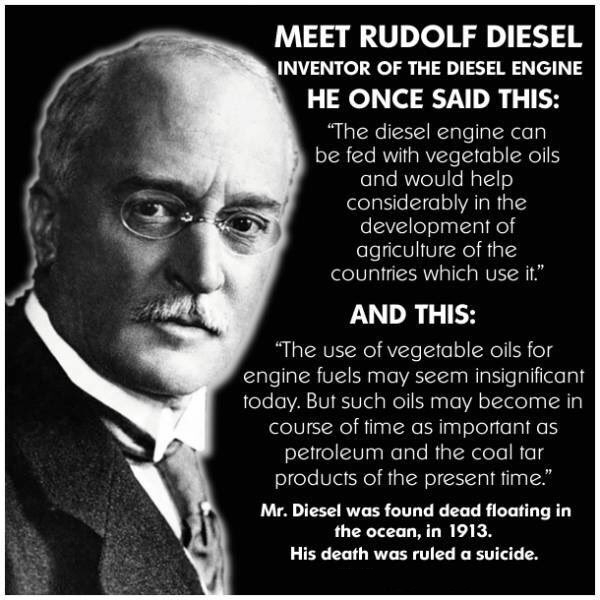 MEET RUDOLF DIESEL
INVENTOR OF THE DIESEL ENGINE
HE ONCE SAID THIS:
“The diesel engine can
be fed with vegetable oils
and would help
considerably in the
development of
agriculture of the
countries which use it.”
AND THIS:
“The use of vegetable oils for
engine fuels may seem insignificant
today. But such oils may become in
course of time as important as
petroleum and the coal tar
products of the present time.”
Mr. Diesel was found dead floating in
the ocean, in 1913.
His death was ruled a suicide.